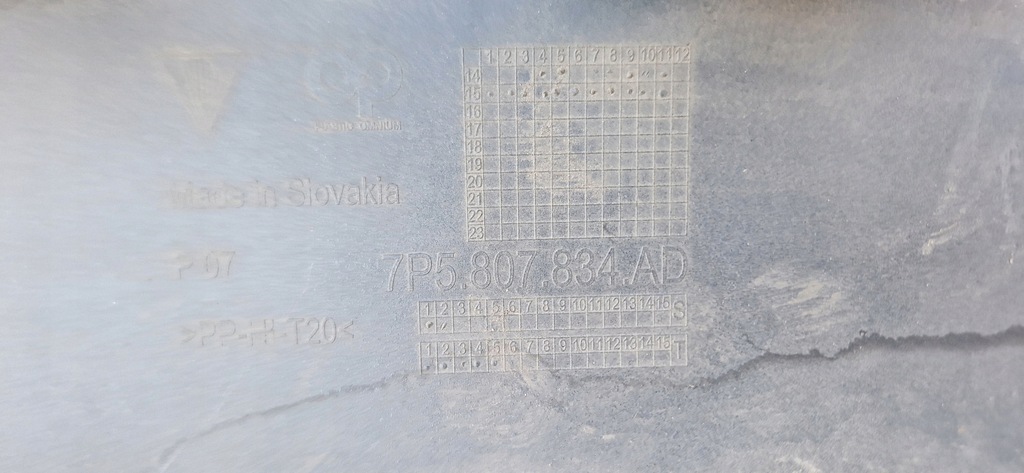 PLASTIC OMNIUM
Made in Slovakia
P 07
>PP-HI-T20<
1 2 3 4 5 6 7 8 9 10 11 12
14
15
16
17
18
19
20
21
22
23
7P5.807.834.AD
1 2 3 4 5 6 7 8 9 10 11 12 13 14 15 S
1 2 3 4 5 6 7 8 9 10 11 12 13 14 15 T